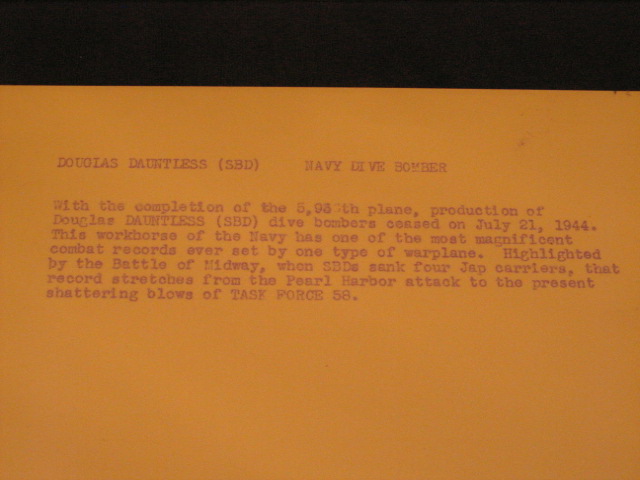 DOUGLAS DAUNTLESS (SBD) NAVY DIVE BOMBER
With the completion of the th plane, production of
Douglas DAUNTLESS (SBD) dive bombers ceased on July 21, 1944.
This workhorse of the Navy has one of the most magnificent
combat records ever set by one type of warplane. Highlighted
by the Battle of Midway, when SBDs sank four Jap carriers, that
record stretches from the Pearl Harbor attack to the present
shattering blows of TASK FORCE 58.